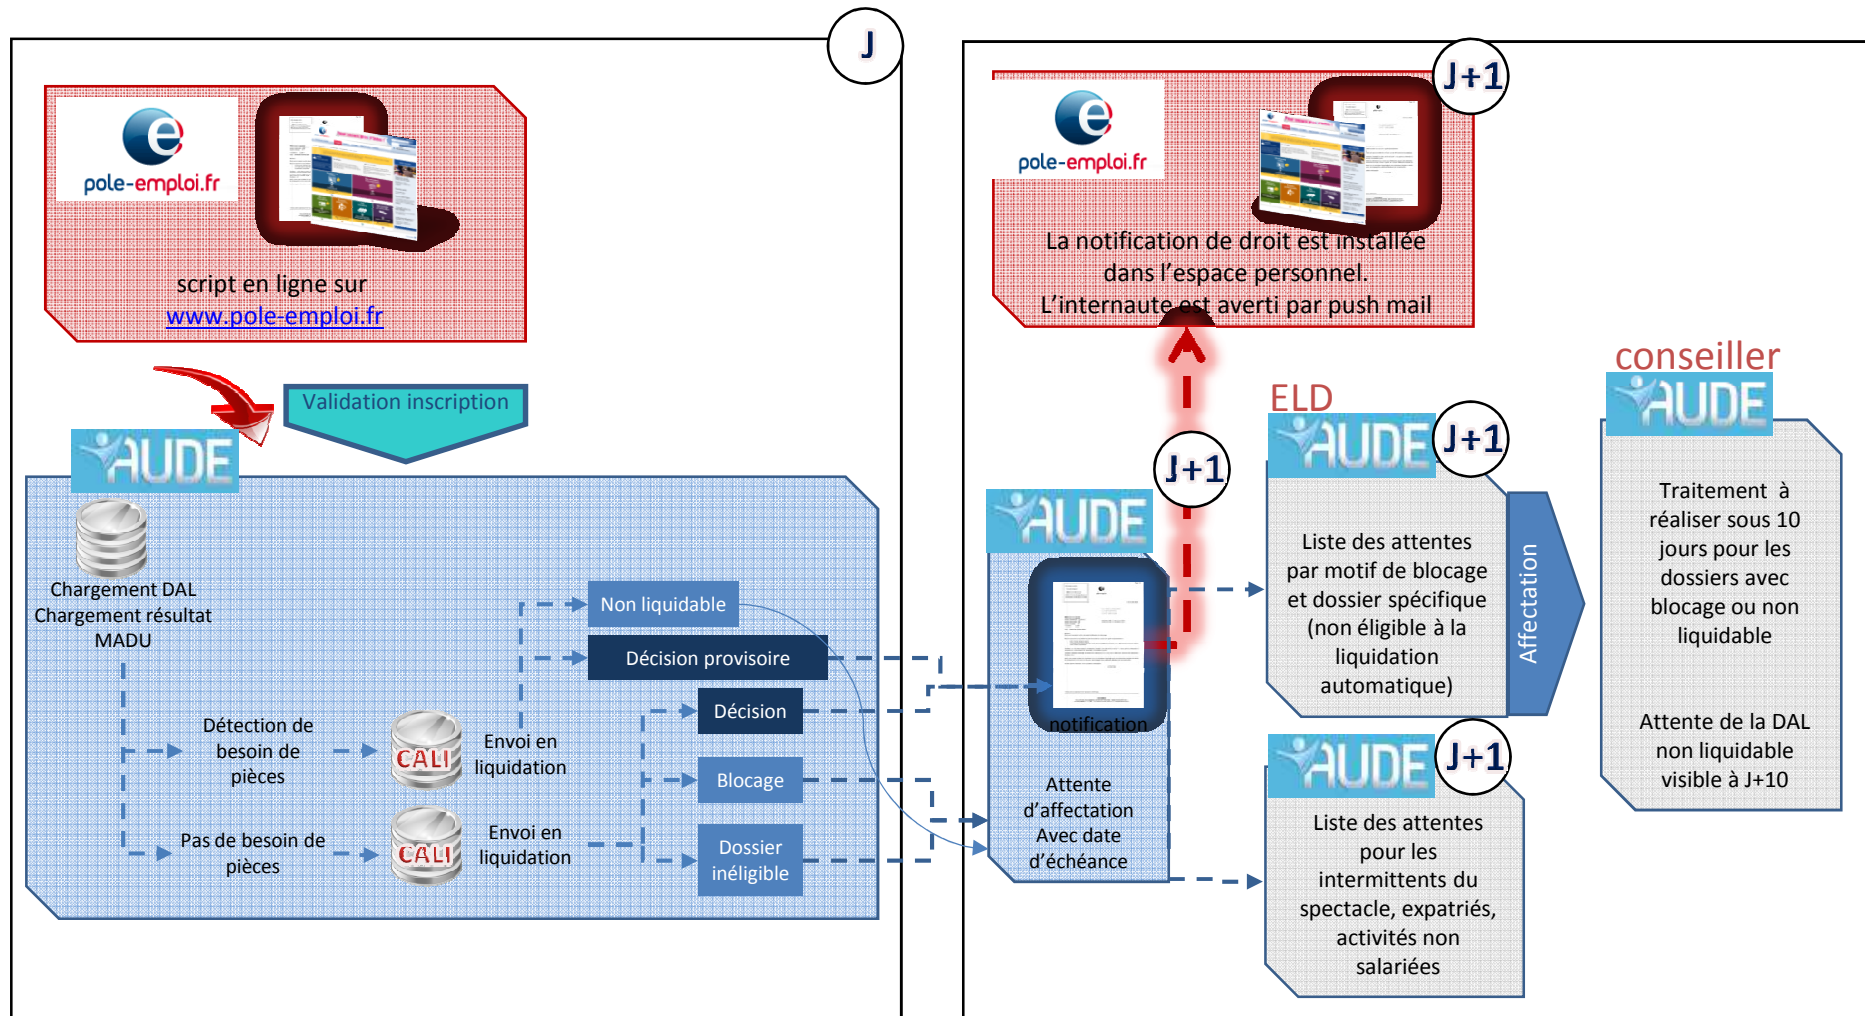 J
e
pole-emploi.fr
script en ligne sur
www.pole-emploi.fr
Validation inscription
AUDE
Chargement DAL
Chargement résultat
MADU
Détection de
besoin de
pièces
CALI
Envoi en
liquidation
Pas de besoin de
pièces
CALI
Envoi en
liquidation
Non liquidable
Décision provisoire
Décision
Blocage
Dossier
inéligible
J+1
e
pole-emploi.fr
La notification de droit est installée
dans l'espace personnel.
L'internaute est averti par push mail
J+1
AUDE
notification
Attente
d'affectation
Avec date
d'échéance
ELD
AUDE
J+1
Liste des attentes
par motif de blocage
et dossier spécifique
(non éligible à la
liquidation
automatique)
Affectation
AUDE
J+1
Liste des attentes
pour les
intermittents du
spectacle, expatriés,
activités non
salariées
conseiller
AUDE
Traitement à
réaliser sous 10
jours pour les
dossiers avec
blocage ou non
liquidable
Attente de la DAL
non liquidable
visible à J+10